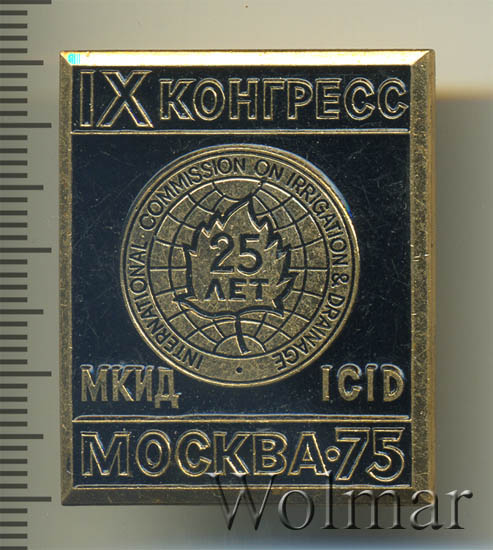 IX КОНГРЕСС
INTERNATIONAL COMMISSION ON IRRIGATION & DRAINAGE
25
ЛЕТ
МКИД ICID
МОСКВА·75
Wolmar